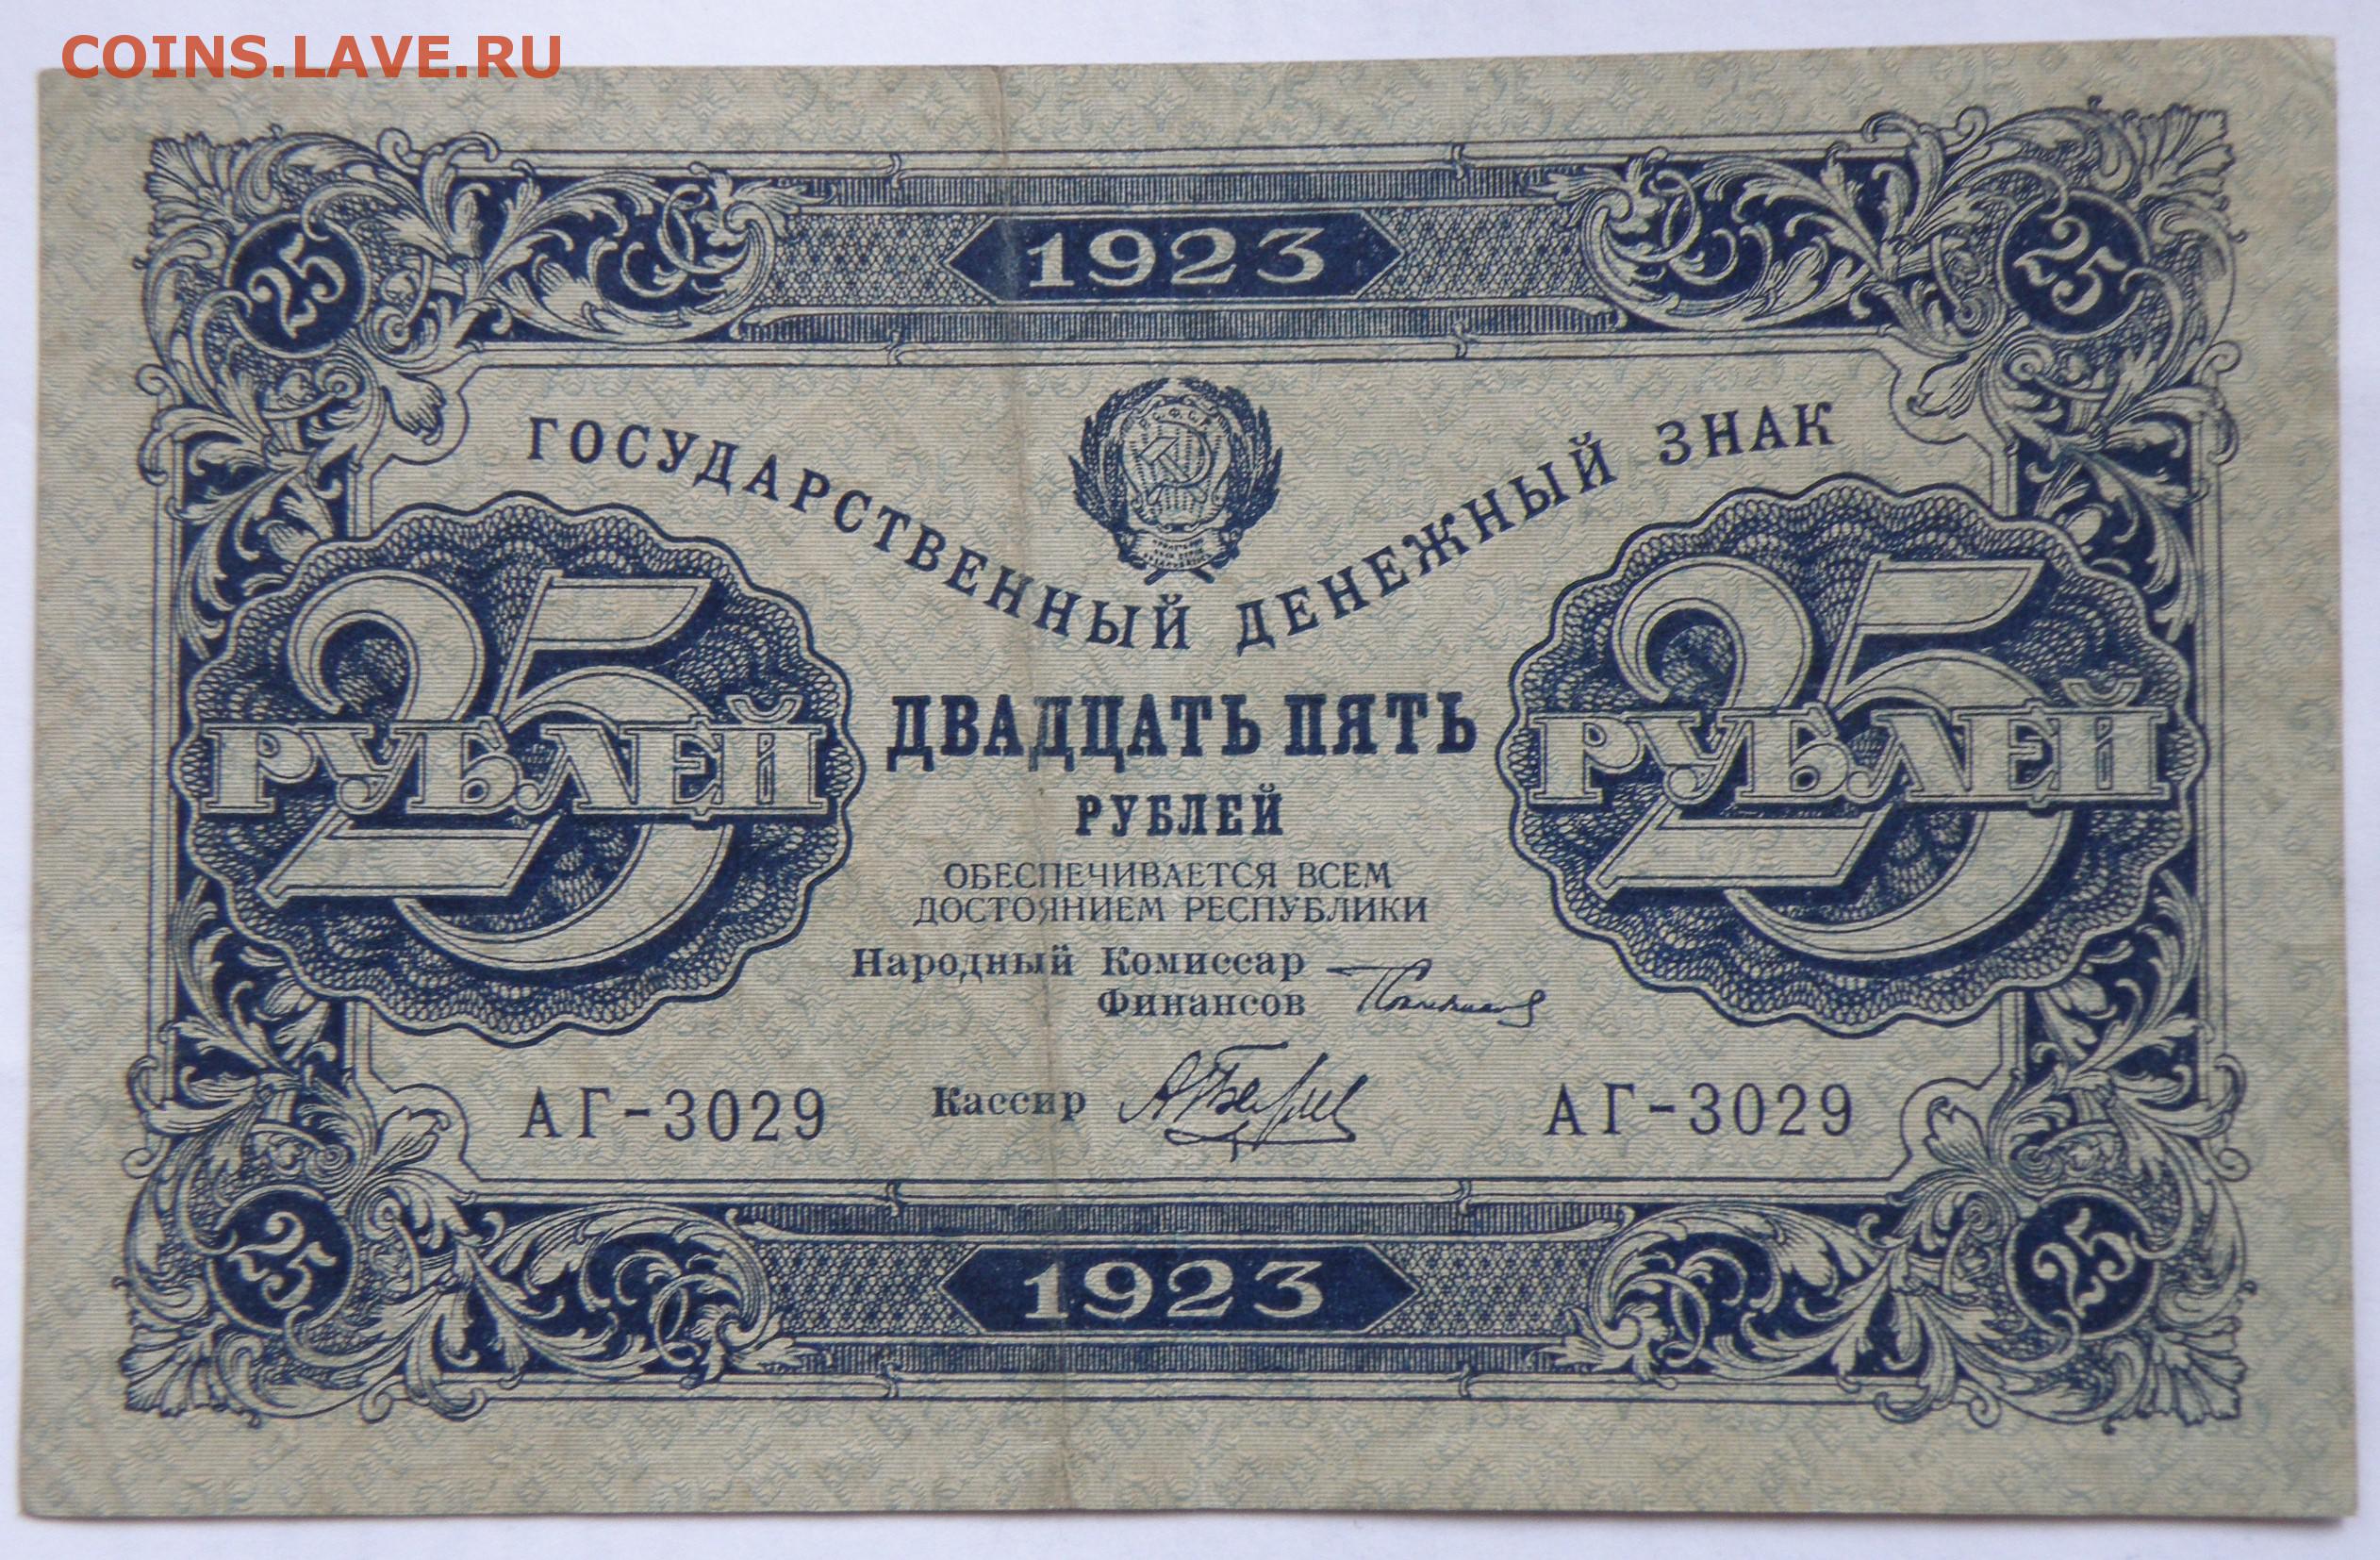 COINS.LAVE.RU
25
1923
25
Р.С.Ф.С.Р.
ГОСУДАРСТВЕННЫЙ ДЕНЕЖНЫЙ ЗНАК
25
РУБЛЕЙ
ДВАДЦАТЬ ПЯТЬ
РУБЛЕЙ
25
РУБЛЕЙ
ОБЕСПЕЧИВАЕТСЯ ВСЕМ
ДОСТОЯНИЕМ РЕСПУБЛИКИ
Народный Комиссар
Финансов
АГ-3029
Кассир
АГ-3029
25
1923
25